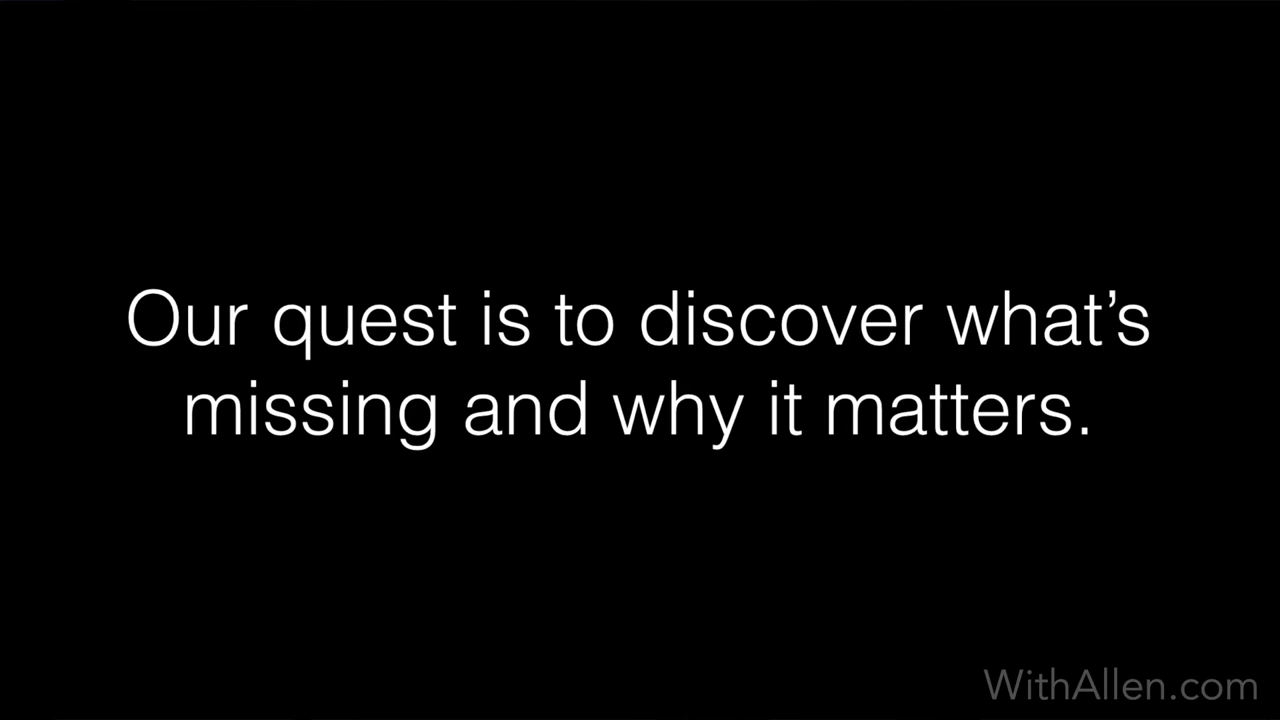 Our quest is to discover what’s
missing and why it matters.
WithAllen.com